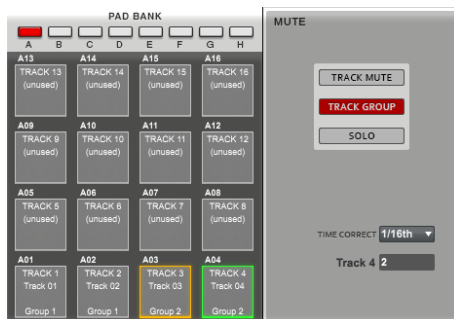 PAD BANK
A B C D E F G H
A13 A14 A15 A16
TRACK 13 TRACK 14 TRACK 15 TRACK 16
(unused) (unused) (unused) (unused)
A09 A10 A11 A12
TRACK 9 TRACK 10 TRACK 11 TRACK 12
(unused) (unused) (unused) (unused)
A05 A06 A07 A08
TRACK 5 TRACK 6 TRACK 7 TRACK 8
(unused) (unused) (unused) (unused)
A01 A02 A03 A04
TRACK 1 TRACK 2 TRACK 3 TRACK 4
Track 01 Track 02 Track 03 Track 04
Group 1 Group 1 Group 2 Group 2
MUTE
TRACK MUTE
TRACK GROUP
SOLO
TIME CORRECT 1/16th
Track 4 2